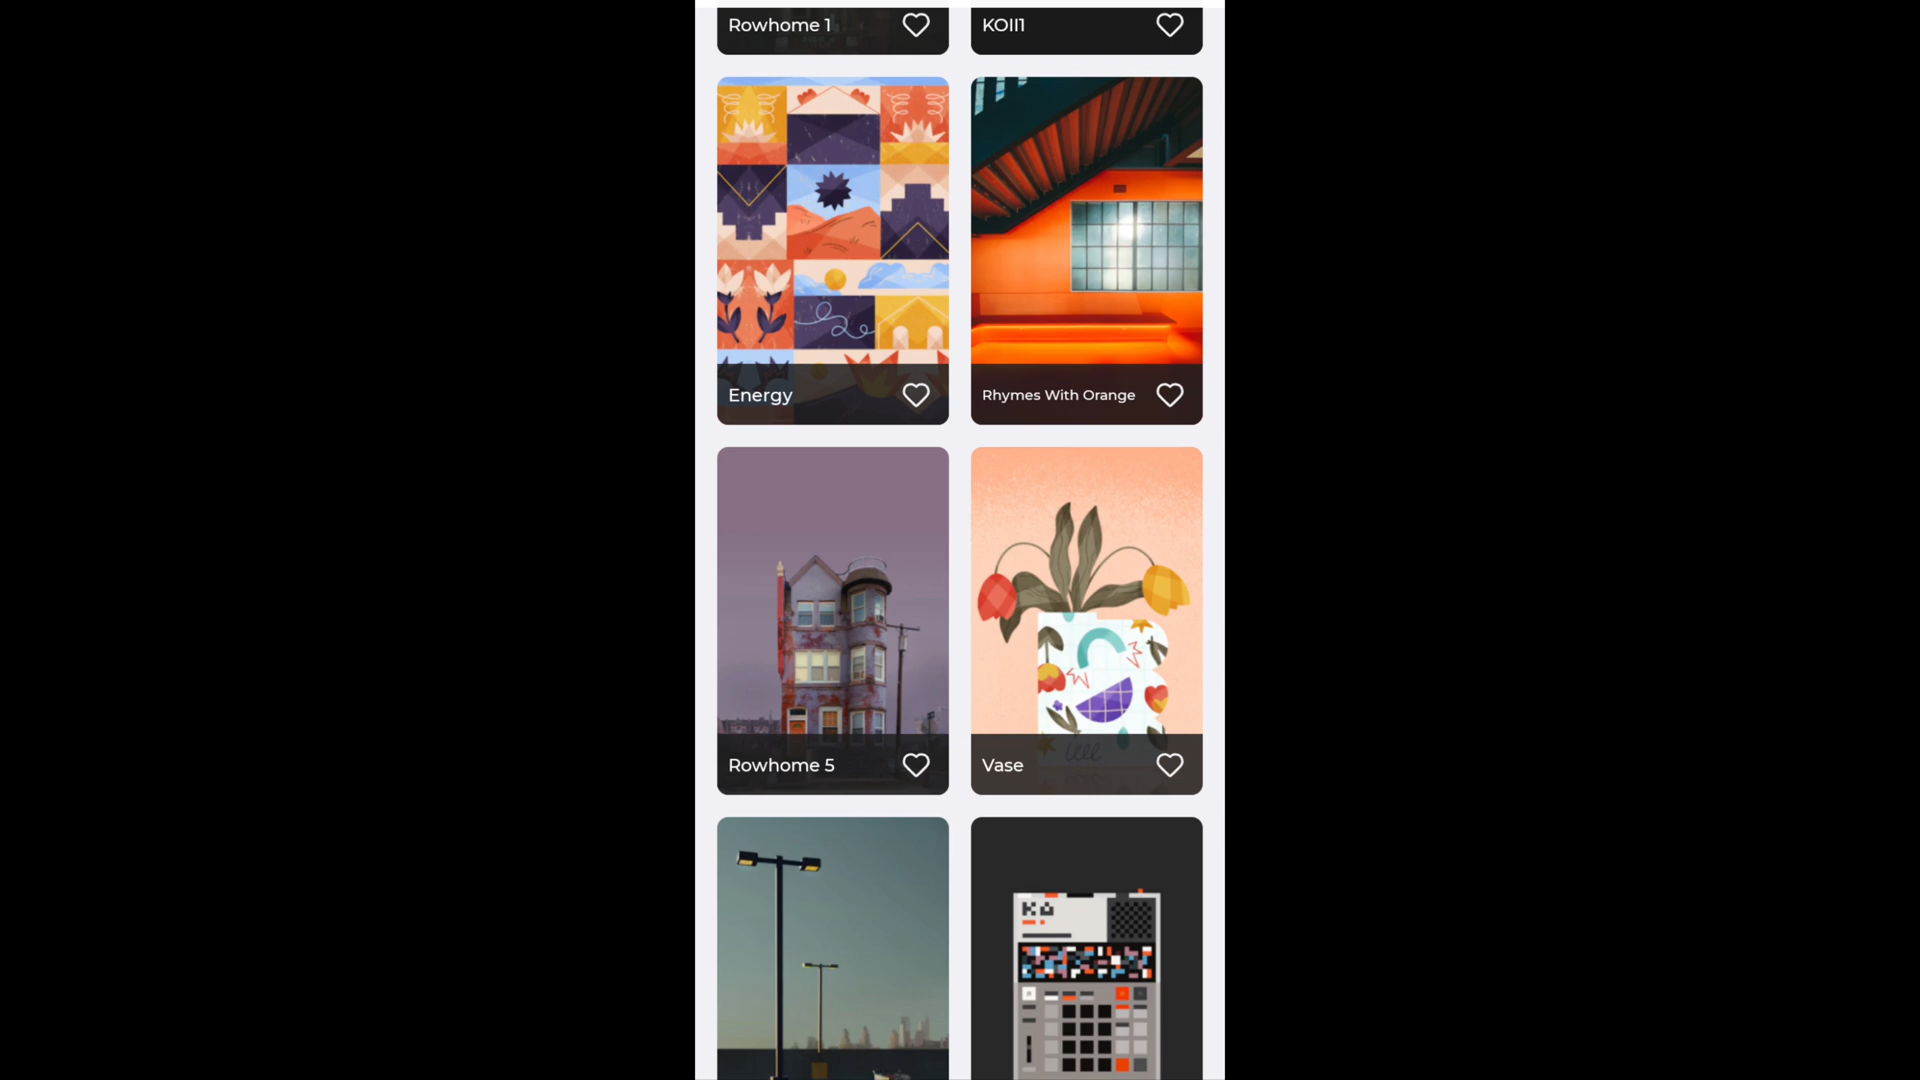 Rowhome 1
KOII1
Energy
Rhymes With Orange
Rowhome 5
Vase